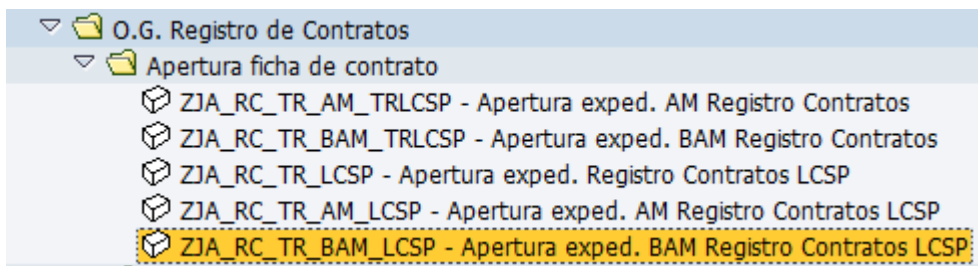 O.G. Registro de Contratos
Apertura ficha de contrato
ZJA_RC_TR_AM_TRLCSP - Apertura exped. AM Registro Contratos
ZJA_RC_TR_BAM_TRLCSP - Apertura exped. BAM Registro Contratos
ZJA_RC_TR_LCSP - Apertura exped. Registro Contratos LCSP
ZJA_RC_TR_AM_LCSP - Apertura exped. AM Registro Contratos LCSP
ZJA_RC_TR_BAM_LCSP - Apertura exped. BAM Registro Contratos LCSP